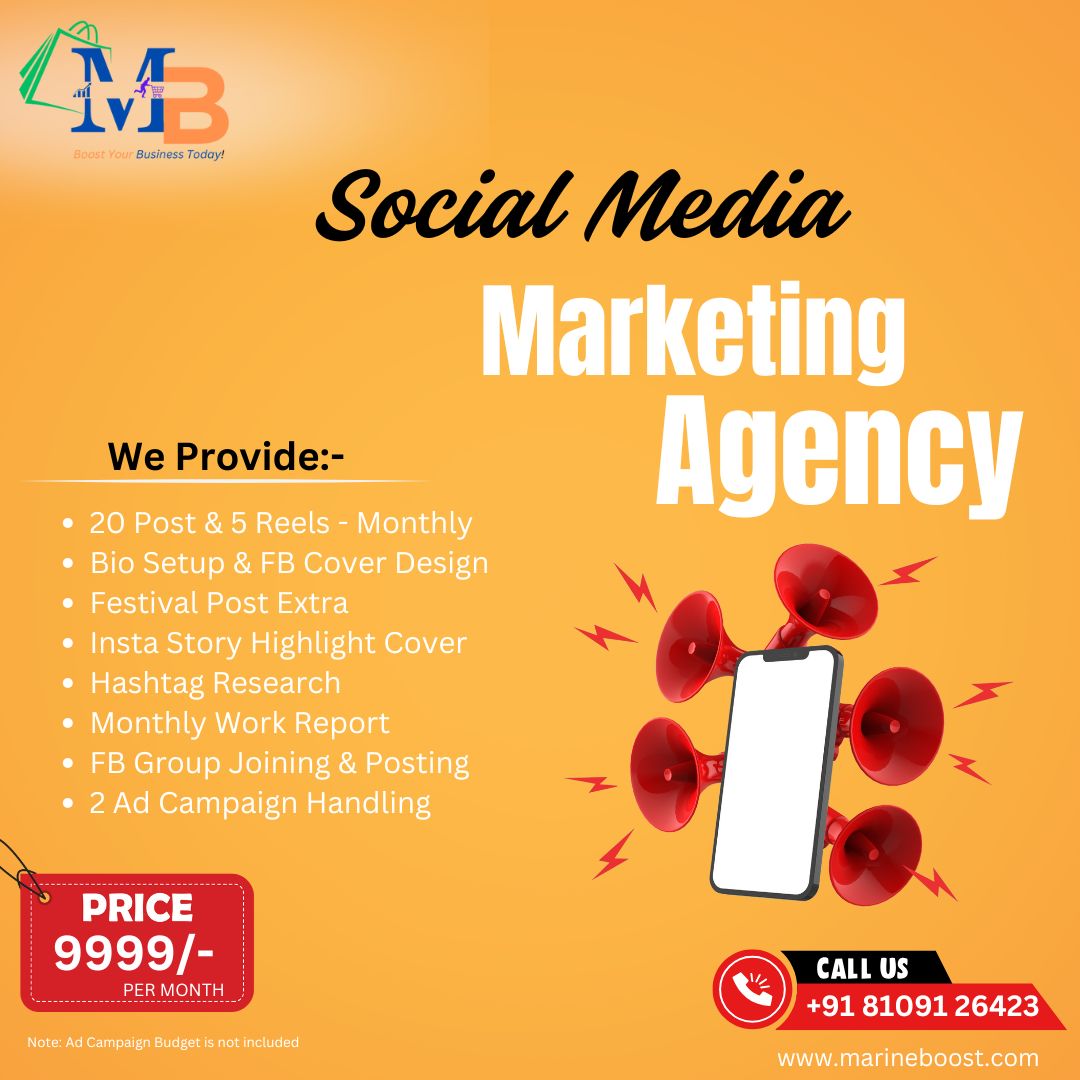 MB
Boost Your Business Today!
Social Media
Marketing
Agency
We Provide:-
• 20 Post & 5 Reels - Monthly
• Bio Setup & FB Cover Design
• Festival Post Extra
• Insta Story Highlight Cover
• Hashtag Research
• Monthly Work Report
• FB Group Joining & Posting
• 2 Ad Campaign Handling
PRICE
9999/-
PER MONTH
Note: Ad Campaign Budget is not included
CALL US
+91 81091 26423
www.marineboost.com